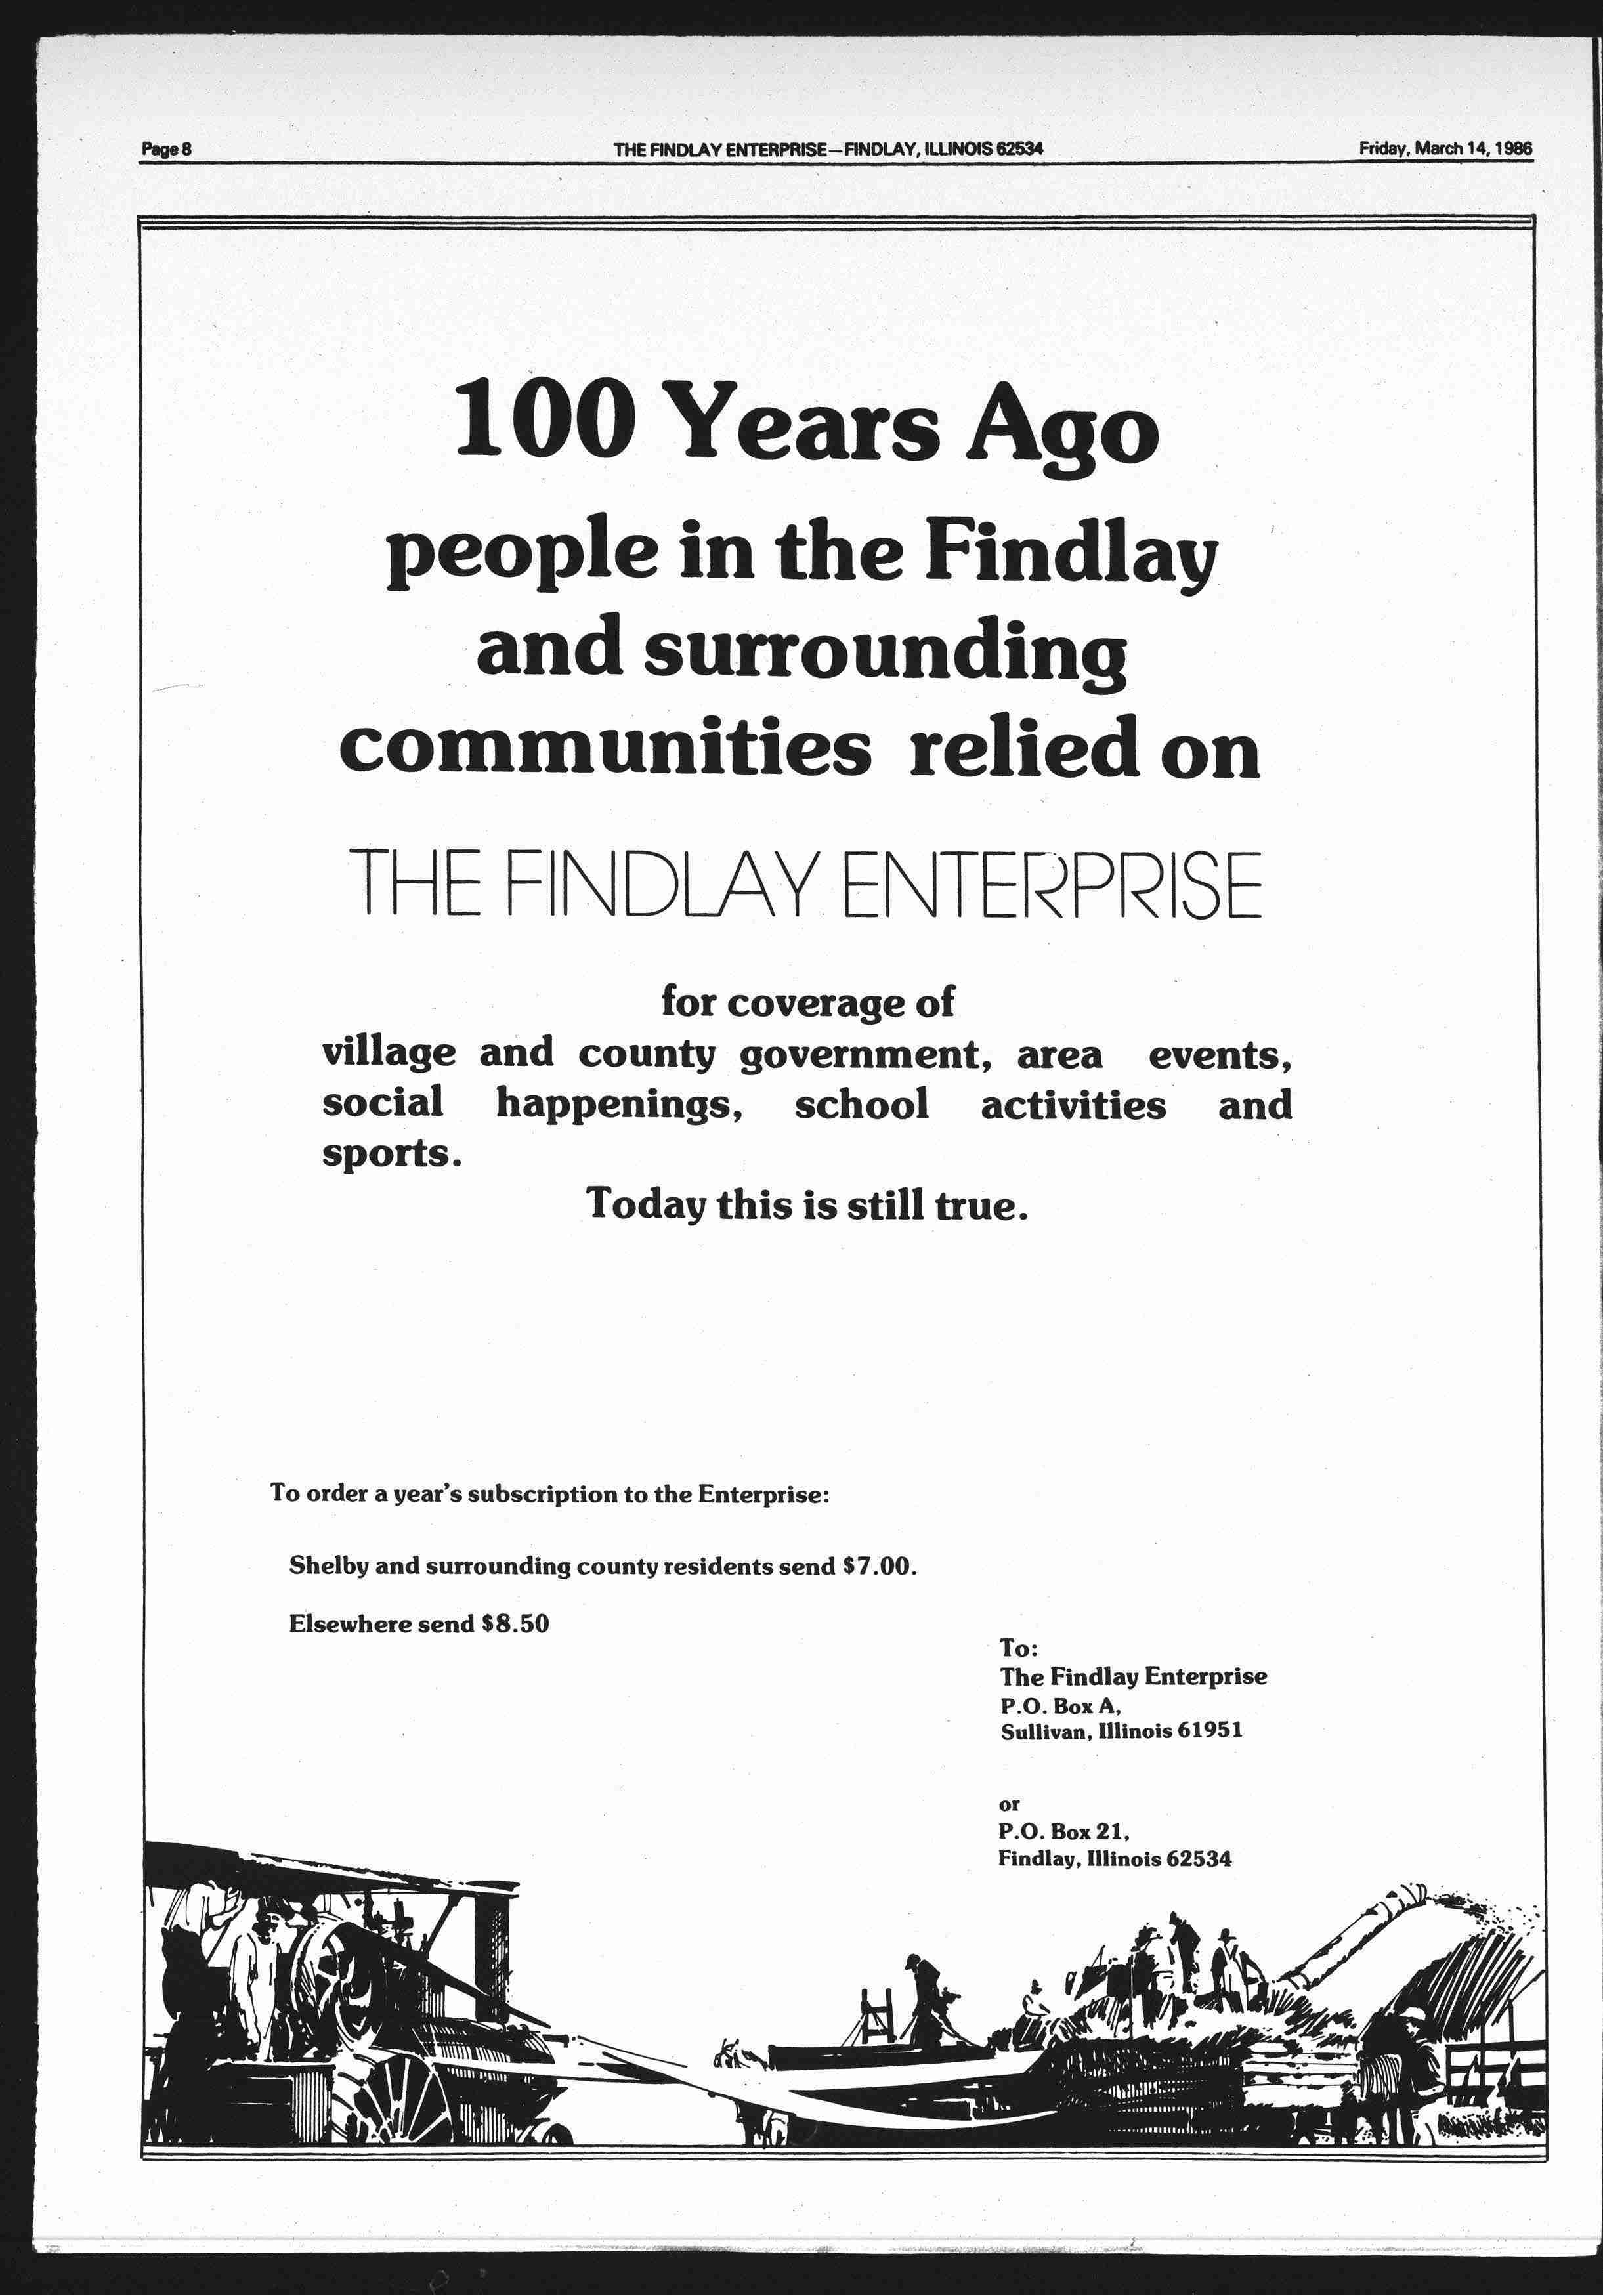 Page 8
THE FINDLAY ENTERPRISE—FINDLAY, ILLINOIS 62534
Friday, March 14, 1986
100 Years Ago
people in the Findlay
and surrounding
communities relied on
THE FINDLAY ENTERPRISE
for coverage of
village and county government, area events,
social happenings, school activities and
sports.
Today this is still true.
To order a year's subscription to the Enterprise:
Shelby and surrounding county residents send $7.00.
Elsewhere send $8.50
To:
The Findlay Enterprise
P.O. Box A,
Sullivan, Illinois 61951
or
P.O. Box 21,
Findlay, Illinois 62534